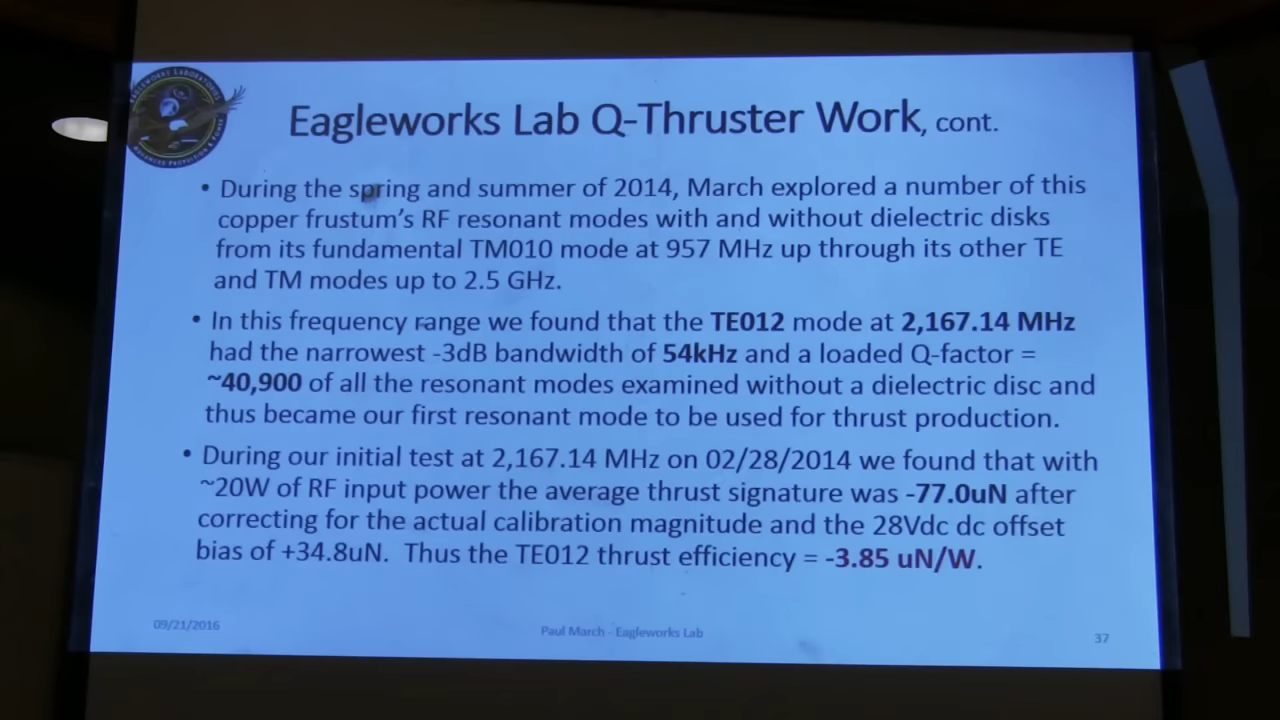 EAGLEWORKS LABORATORIES
Eagleworks Lab Q-Thruster Work, cont.
• During the spring and summer of 2014, March explored a number of this
copper frustum's RF resonant modes with and without dielectric disks
from its fundamental TM010 mode at 957 MHz up through its other TE
and TM modes up to 2.5 GHz.
• In this frequency range we found that the TE012 mode at 2,167.14 MHz
had the narrowest -3dB bandwidth of 54kHz and a loaded Q-factor =
~40,900 of all the resonant modes examined without a dielectric disc and
thus became our first resonant mode to be used for thrust production.
• During our initial test at 2,167.14 MHz on 02/28/2014 we found that with
~20W of RF input power the average thrust signature was -77.0uN after
correcting for the actual calibration magnitude and the 28Vdc dc offset
bias of +34.8uN. Thus the TE012 thrust efficiency = -3.85 uN/W.
09/21/2016
Paul March - Eagleworks Lab
37